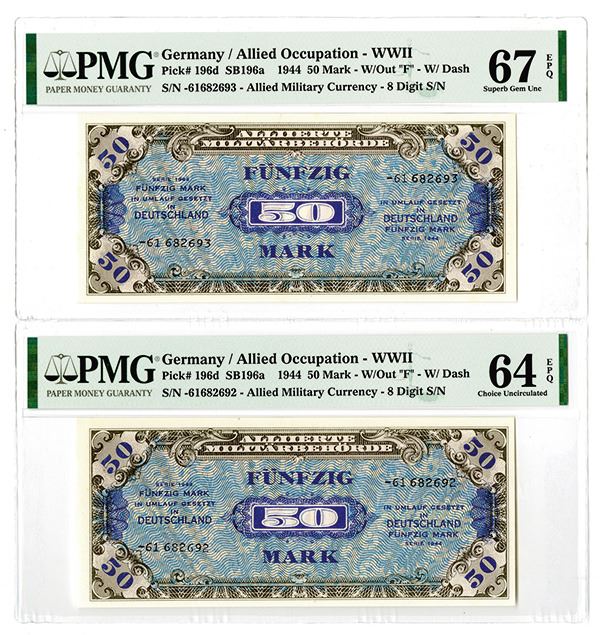 PMG
PAPER MONEY GUARANTY
Germany / Allied Occupation - WWII
Pick# 196d SB196a 1944 50 Mark - W/Out "F" - W/ Dash
S/N -61682693 - Allied Military Currency - 8 Digit S/N
67 EPQ
Superb Gem Unc
50
ALLIIERTE
MILITÄRBEHÖRDE
50
SERIE 1944
FÜNFZIG MARK
IN UMLAUF GESETZT
IN
DEUTSCHLAND
-61 682693
FÜNFZIG
50
MARK
-61 682693
IN UMLAUF GESETZT
IN
DEUTSCHLAND
FÜNFZIG MARK
SERIE 1944
50
50
PMG
PAPER MONEY GUARANTY
Germany / Allied Occupation - WWII
Pick# 196d SB196a 1944 50 Mark - W/Out "F" - W/ Dash
S/N -61682692 - Allied Military Currency - 8 Digit S/N
64 EPQ
Choice Uncirculated
50
ALLIIERTE
MILITÄRBEHÖRDE
50
SERIE 1944
FÜNFZIG MARK
IN UMLAUF GESETZT
IN
DEUTSCHLAND
-61 682692
FÜNFZIG
50
MARK
-61 682692
IN UMLAUF GESETZT
IN
DEUTSCHLAND
FÜNFZIG MARK
SERIE 1944
50
50